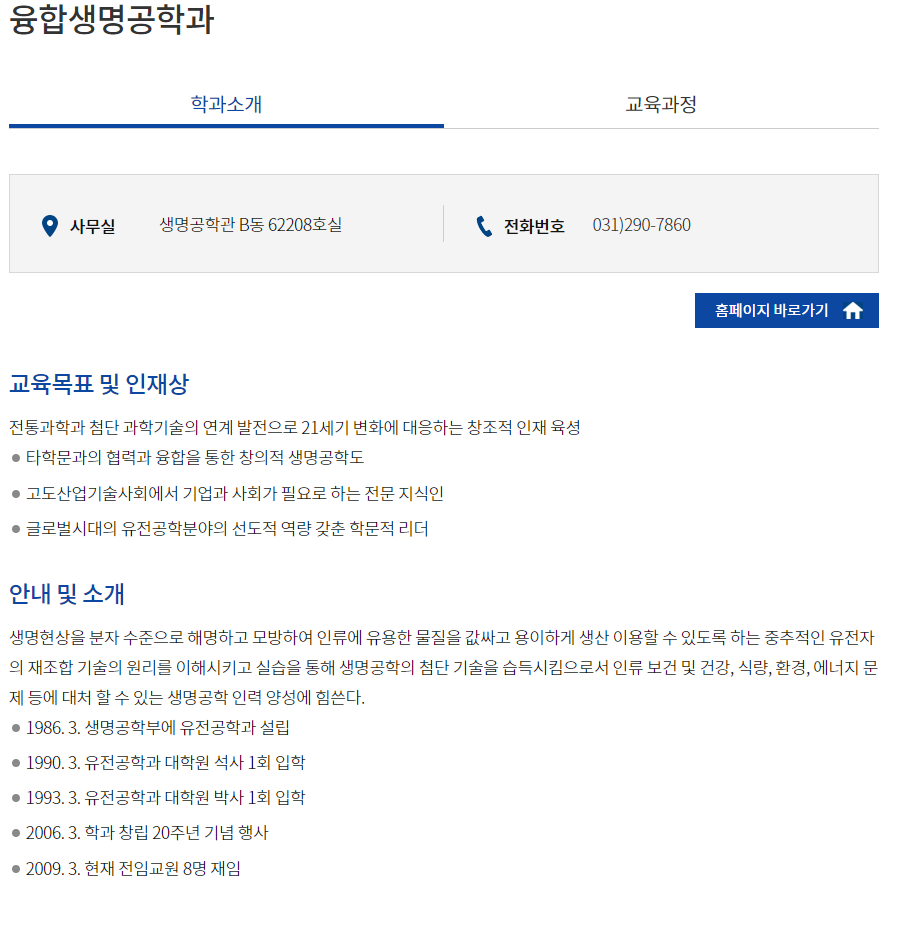 융합생명공학과
학과소개
교육과정
사무실 생명공학관 B동 62208호실 전화번호 031)290-7860
홈페이지 바로가기
교육목표 및 인재상
전통과학과 첨단 과학기술의 연계 발전으로 21세기 변화에 대응하는 창조적 인재 육성
타학문과의 협력과 융합을 통한 창의적 생명공학도
고도산업기술사회에서 기업과 사회가 필요로 하는 전문 지식인
글로벌시대의 유전공학분야의 선도적 역량 갖춘 학문적 리더
안내 및 소개
생명현상을 분자 수준으로 해명하고 모방하여 인류에 유용한 물질을 값싸고 용이하게 생산 이용할 수 있도록 하는 중추적인 유전자
의 재조합 기술의 원리를 이해시키고 실습을 통해 생명공학의 첨단 기술을 습득시킴으로서 인류 보건 및 건강, 식량, 환경, 에너지 문
제 등에 대처 할 수 있는 생명공학 인력 양성에 힘쓴다.
1986. 3. 생명공학부에 유전공학과 설립
1990. 3. 유전공학과 대학원 석사 1회 입학
1993. 3. 유전공학과 대학원 박사 1회 입학
2006. 3. 학과 창립 20주년 기념 행사
2009. 3. 현재 전임교원 8명 재임